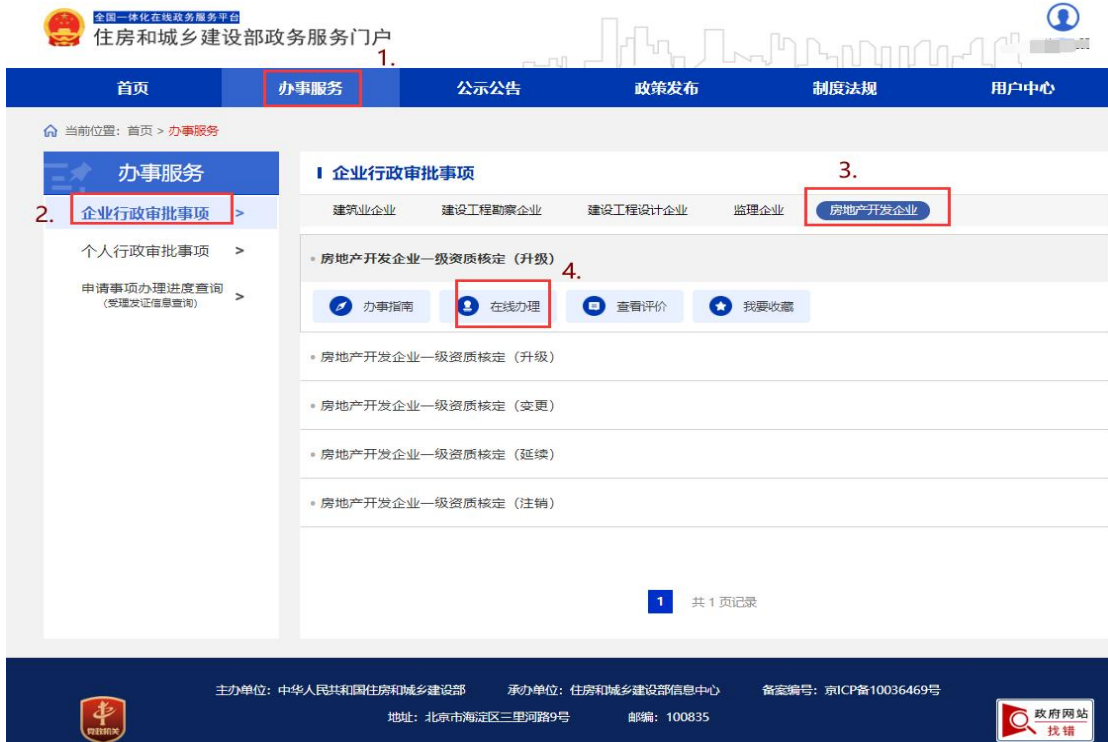 全国一体化在线政务服务平台
住房和城乡建设部政务服务门户
1.
首页 办事服务 公示公告 政策发布 制度法规 用户中心
当前位置：首页 > 办事服务
办事服务
2. 企业行政审批事项 >
个人行政审批事项 >
申请事项办理进度查询 >
(受理发证信息查询)
企业行政审批事项
3.
建筑业企业 建设工程勘察企业 建设工程设计企业 监理企业 房地产开发企业
房地产开发企业一级资质核定（升级）
4.
办事指南 在线办理 查看评价 我要收藏
房地产开发企业一级资质核定（升级）
房地产开发企业一级资质核定（变更）
房地产开发企业一级资质核定（延续）
房地产开发企业一级资质核定（注销）
1 共 1 页记录
主办单位：中华人民共和国住房和城乡建设部 承办单位：住房和城乡建设部信息中心 备案编号：京ICP备10036469号
地址：北京市海淀区三里河路9号 邮编：100835
党政机关
政府网站
找错